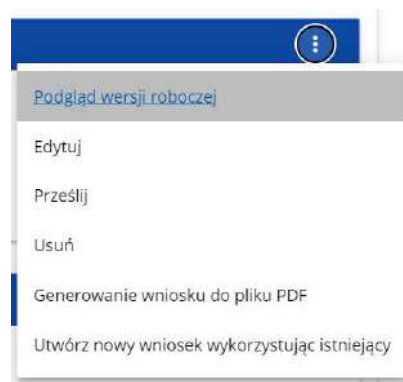 Podgląd wersji roboczej
Edytuj
Prześlij
Usuń
Generowanie wniosku do pliku PDF
Utwórz nowy wniosek wykorzystując istniejący